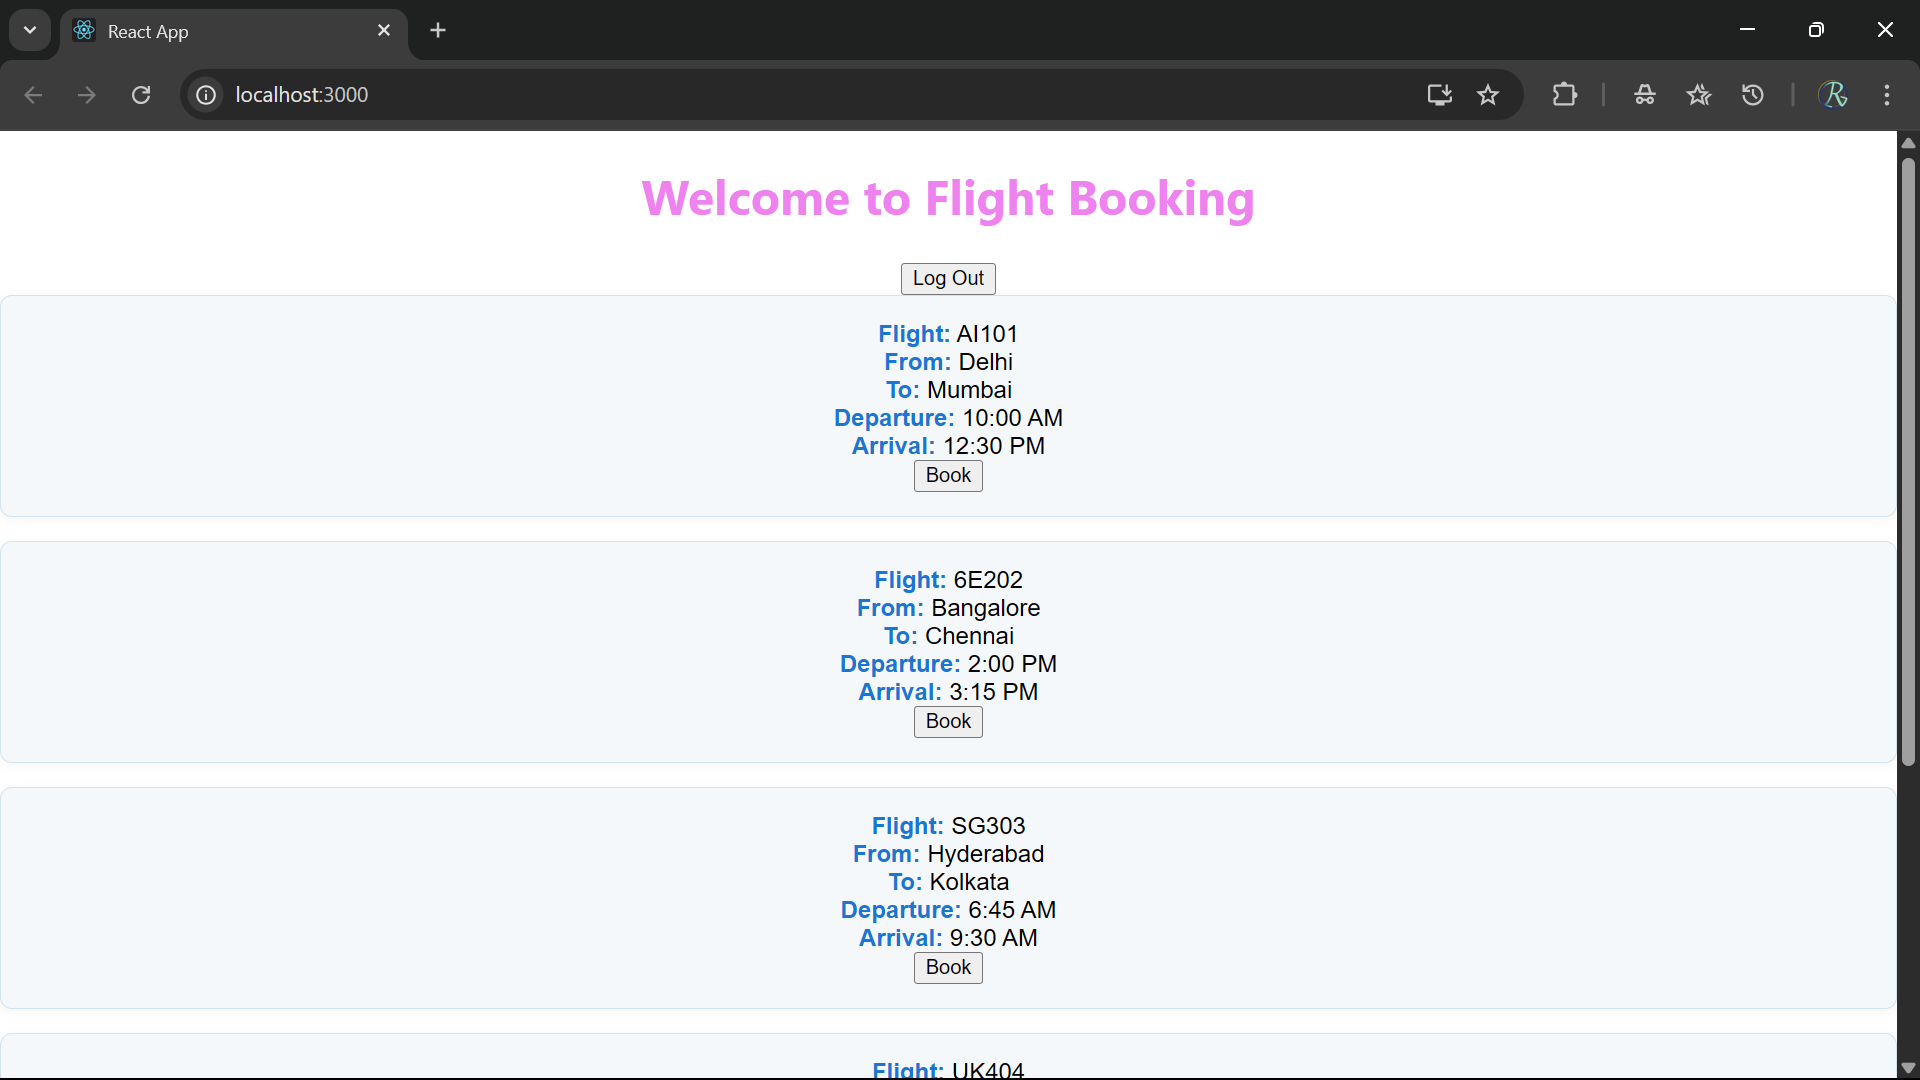 React App
localhost:3000
Welcome to Flight Booking
Log Out
Flight: AI101
From: Delhi
To: Mumbai
Departure: 10:00 AM
Arrival: 12:30 PM
Book
Flight: 6E202
From: Bangalore
To: Chennai
Departure: 2:00 PM
Arrival: 3:15 PM
Book
Flight: SG303
From: Hyderabad
To: Kolkata
Departure: 6:45 AM
Arrival: 9:30 AM
Book
Flight: UK404